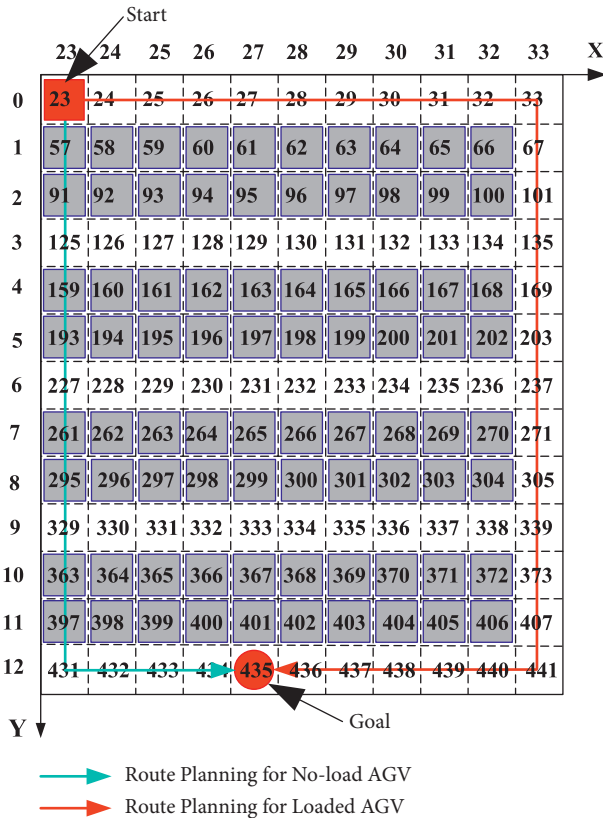 Start
23 24 25 26 27 28 29 30 31 32 33 X
0 23 24 25 26 27 28 29 30 31 32 33
1 57 58 59 60 61 62 63 64 65 66 67
2 91 92 93 94 95 96 97 98 99 100 101
3 125 126 127 128 129 130 131 132 133 134 135
4 159 160 161 162 163 164 165 166 167 168 169
5 193 194 195 196 197 198 199 200 201 202 203
6 227 228 229 230 231 232 233 234 235 236 237
7 261 262 263 264 265 266 267 268 269 270 271
8 295 296 297 298 299 300 301 302 303 304 305
9 329 330 331 332 333 334 335 336 337 338 339
10 363 364 365 366 367 368 369 370 371 372 373
11 397 398 399 400 401 402 403 404 405 406 407
12 431 432 433 434 435 436 437 438 439 440 441
Y
Goal
Route Planning for No-load AGV
Route Planning for Loaded AGV